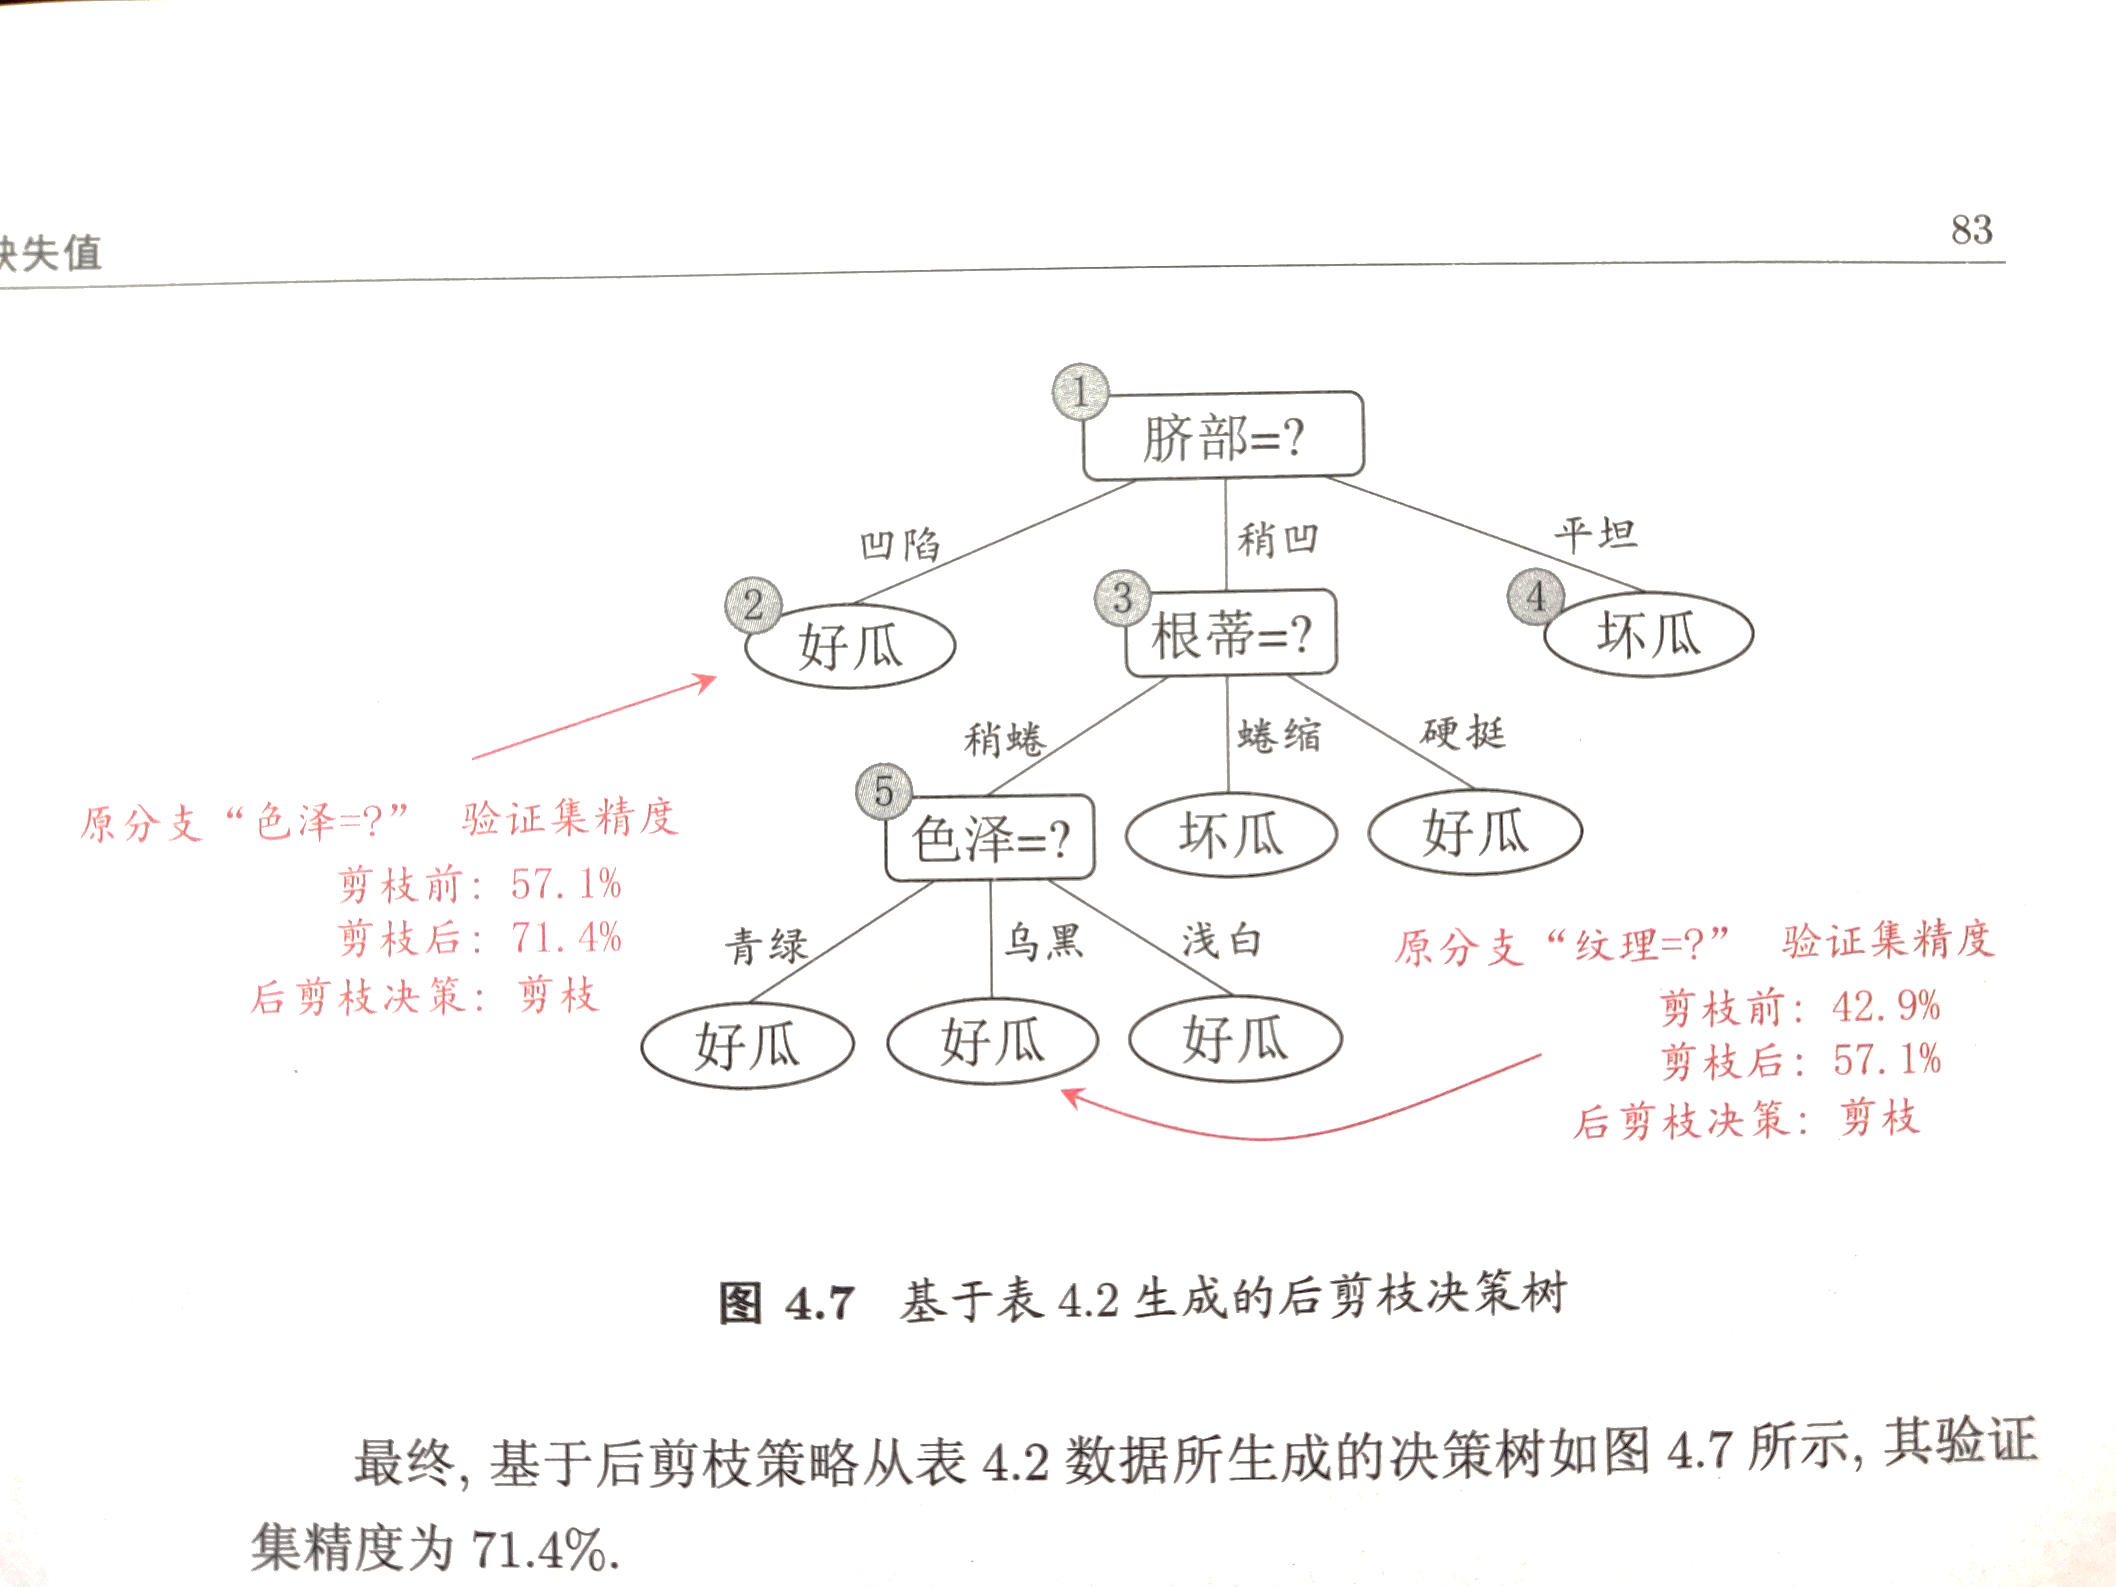 缺失值
83
1
脐部=?
凹陷
稍凹
平坦
2
好瓜
3
根蒂=?
4
坏瓜
稍蜷
蜷缩
硬挺
5
色泽=?
坏瓜
好瓜
原分支“色泽=?” 验证集精度
剪枝前: 57.1%
剪枝后: 71.4%
后剪枝决策: 剪枝
青绿
乌黑
浅白
好瓜
好瓜
好瓜
原分支“纹理=?” 验证集精度
剪枝前: 42.9%
剪枝后: 57.1%
后剪枝决策: 剪枝
图 4.7 基于表 4.2 生成的后剪枝决策树
最终, 基于后剪枝策略从表 4.2 数据所生成的决策树如图 4.7 所示, 其验证
集精度为 71.4%.